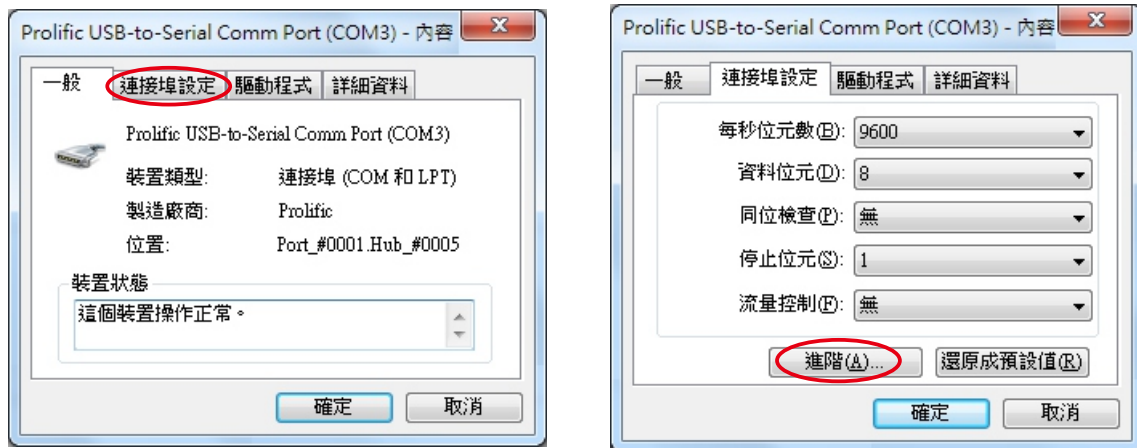 Prolific USB-to-Serial Comm Port (COM3) - 內容
一般 連接埠設定 驅動程式 詳細資料
Prolific USB-to-Serial Comm Port (COM3)
裝置類型: 連接埠 (COM 和 LPT)
製造廠商: Prolific
位置: Port_#0001.Hub_#0005
裝置狀態
這個裝置操作正常。
確定 取消
Prolific USB-to-Serial Comm Port (COM3) - 內容
一般 連接埠設定 驅動程式 詳細資料
每秒位元數(B): 9600
資料位元(D): 8
同位檢查(P): 無
停止位元(S): 1
流量控制(F): 無
進階(A)... 還原成預設值(R)
確定 取消